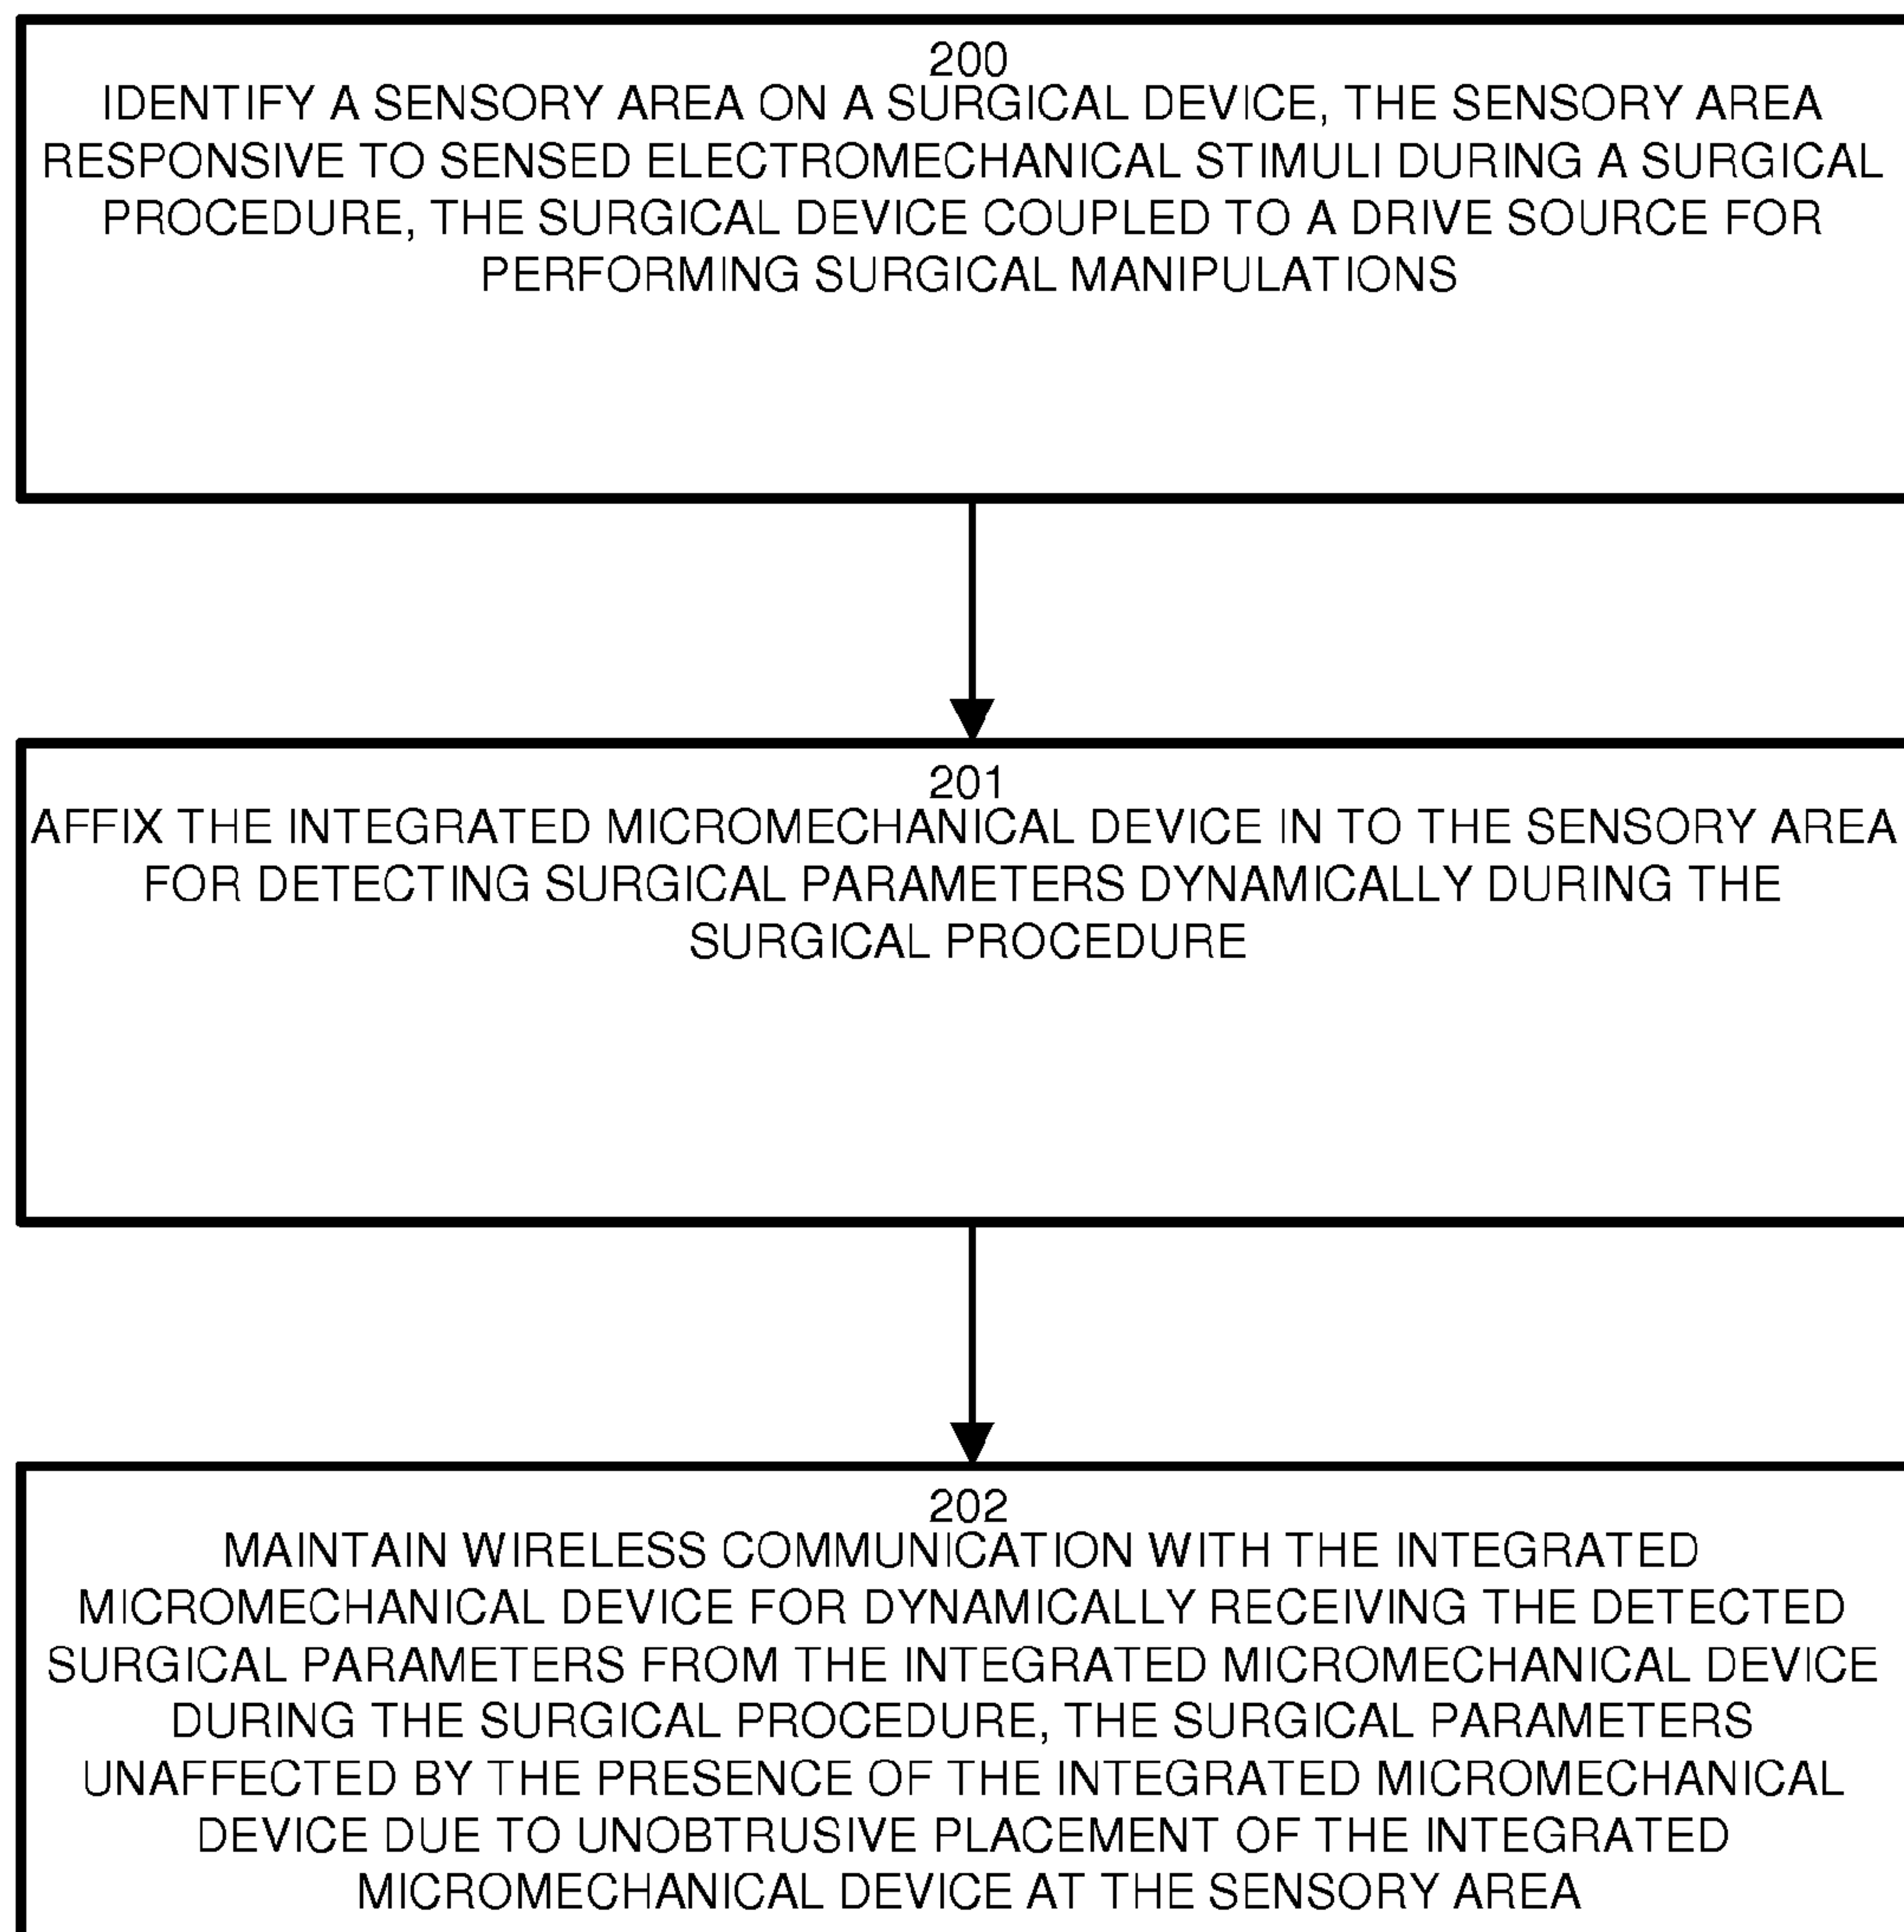 200
IDENTIFY A SENSORY AREA ON A SURGICAL DEVICE, THE SENSORY AREA
RESPONSIVE TO SENSED ELECTROMECHANICAL STIMULI DURING A SURGICAL
PROCEDURE, THE SURGICAL DEVICE COUPLED TO A DRIVE SOURCE FOR
PERFORMING SURGICAL MANIPULATIONS
201
AFFIX THE INTEGRATED MICROMECHANICAL DEVICE IN TO THE SENSORY AREA
FOR DETECTING SURGICAL PARAMETERS DYNAMICALLY DURING THE
SURGICAL PROCEDURE
202
MAINTAIN WIRELESS COMMUNICATION WITH THE INTEGRATED
MICROMECHANICAL DEVICE FOR DYNAMICALLY RECEIVING THE DETECTED
SURGICAL PARAMETERS FROM THE INTEGRATED MICROMECHANICAL DEVICE
DURING THE SURGICAL PROCEDURE, THE SURGICAL PARAMETERS
UNAFFECTED BY THE PRESENCE OF THE INTEGRATED MICROMECHANICAL
DEVICE DUE TO UNOBTRUSIVE PLACEMENT OF THE INTEGRATED
MICROMECHANICAL DEVICE AT THE SENSORY AREA